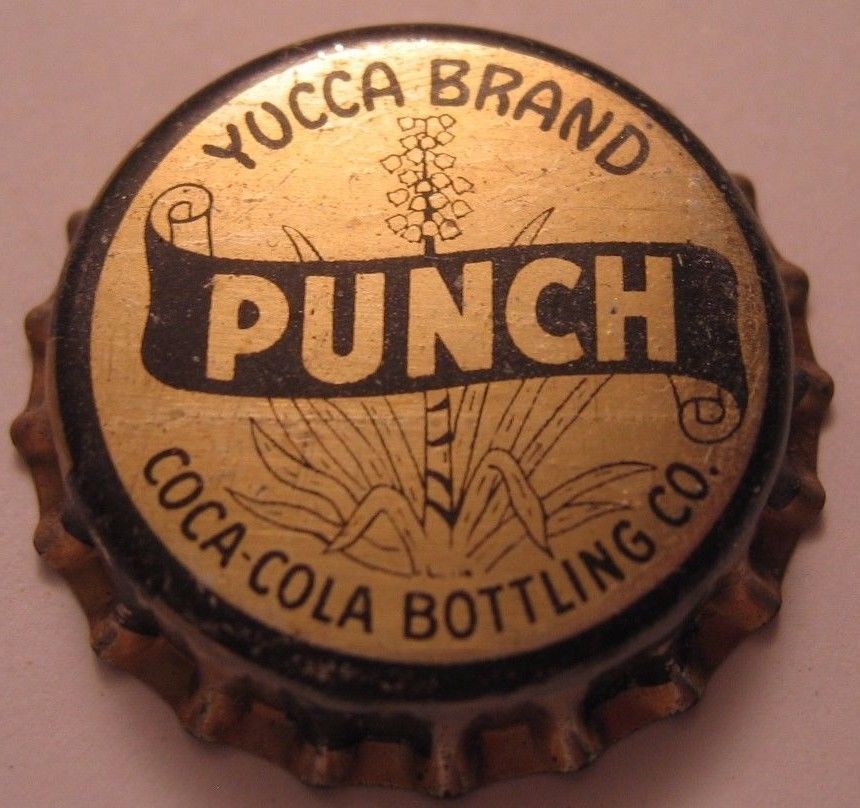 YUCCA BRAND
PUNCH
COCA-COLA BOTTLING CO.